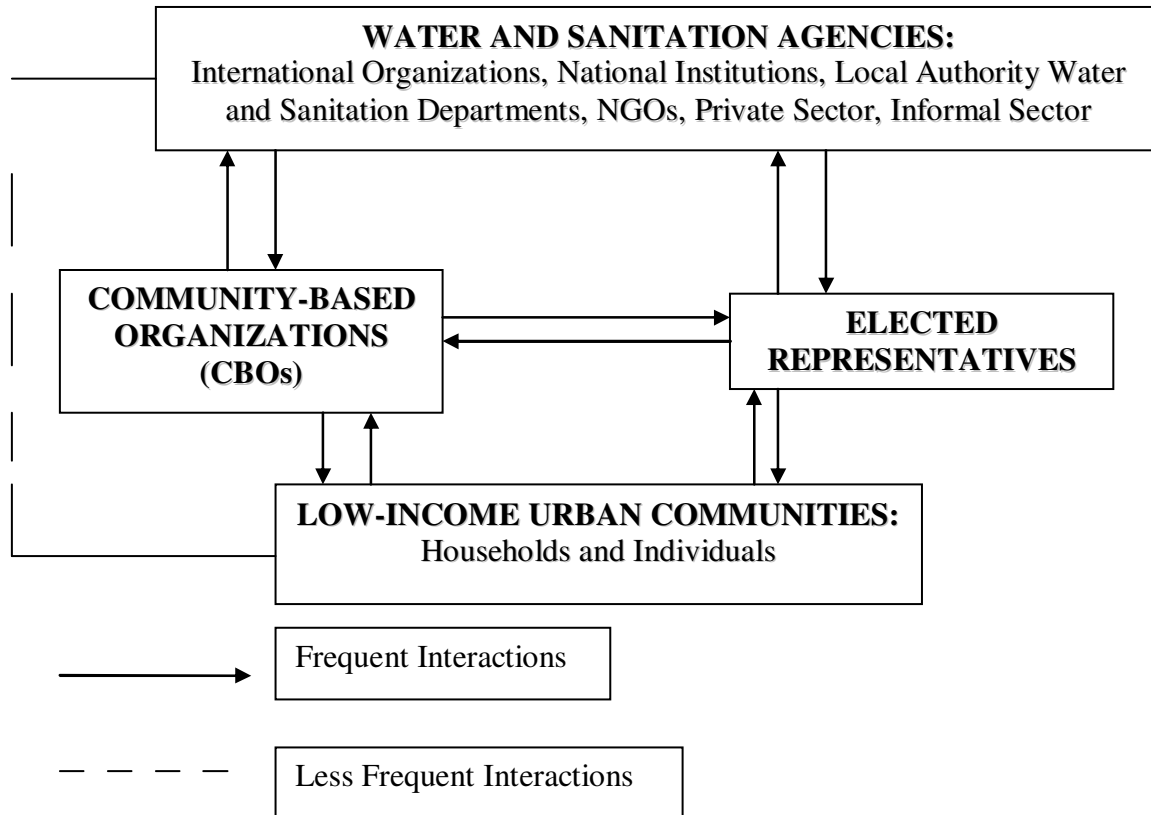 WATER AND SANITATION AGENCIES:
International Organizations, National Institutions, Local Authority Water
and Sanitation Departments, NGOs, Private Sector, Informal Sector
COMMUNITY-BASED
ORGANIZATIONS
(CBOs)
ELECTED
REPRESENTATIVES
LOW-INCOME URBAN COMMUNITIES:
Households and Individuals
Frequent Interactions
Less Frequent Interactions